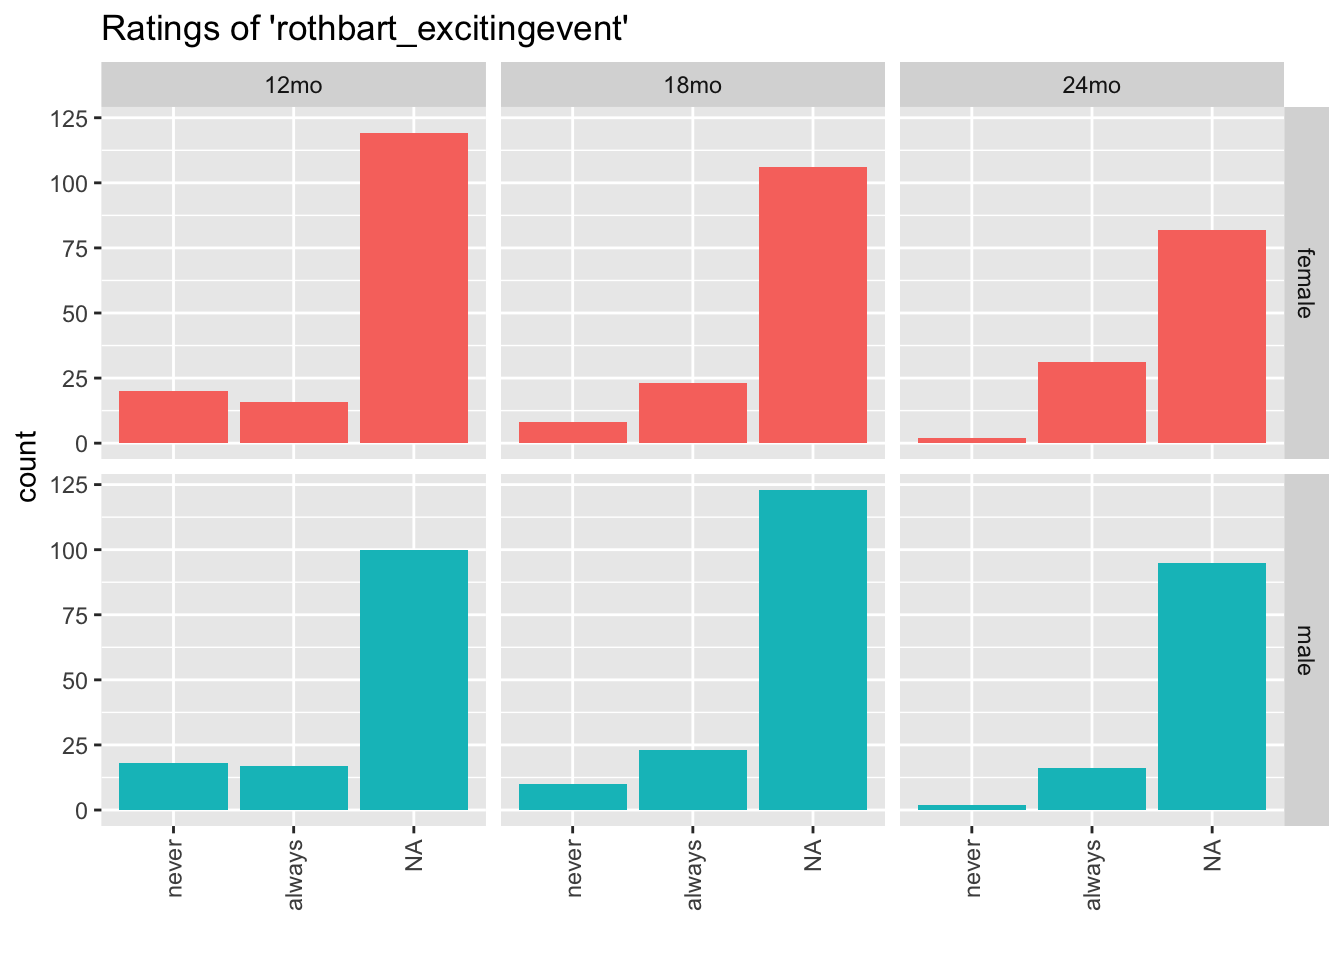 Ratings of 'rothbart_excitingevent'
12mo 18mo 24mo
125
100
75
50
25
0
female
count
125
100
75
50
25
0
male
never always NA never always NA never always NA